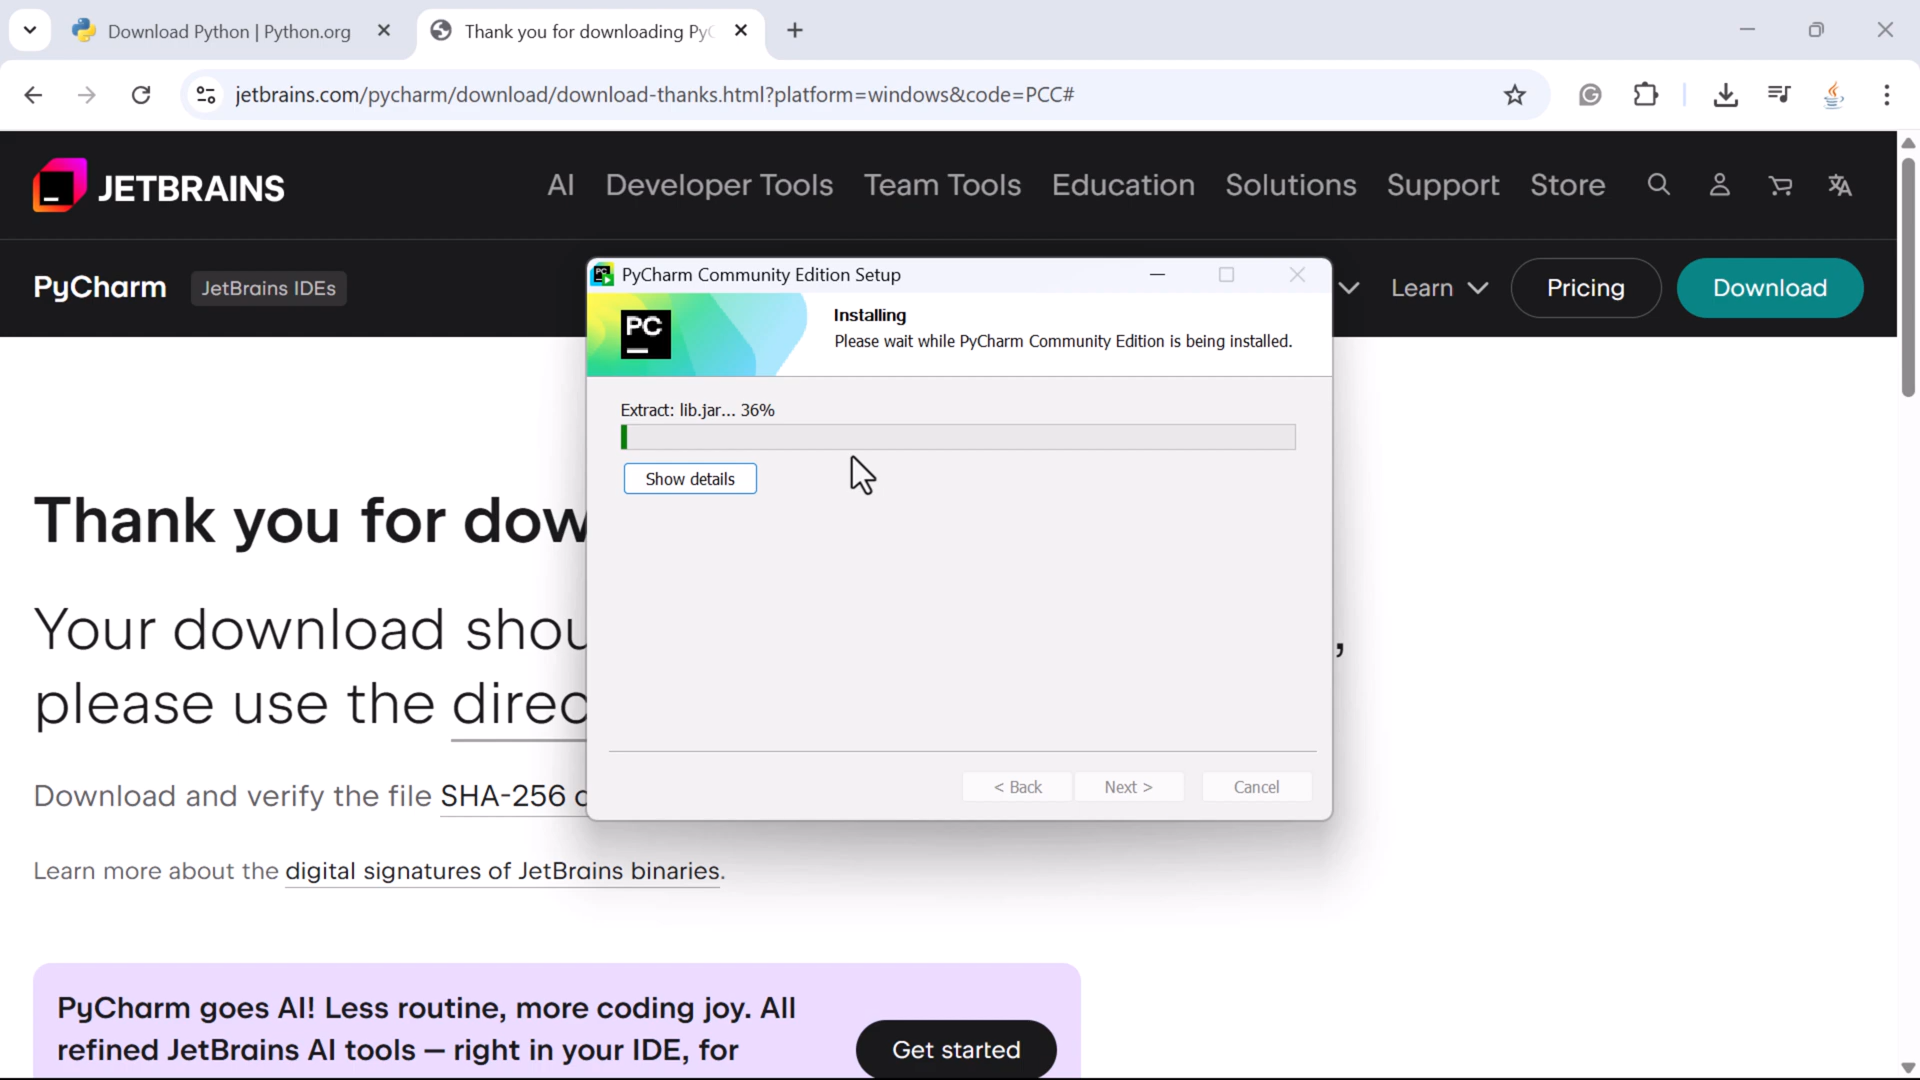 Download Python | Python.org
Thank you for downloading Py
jetbrains.com/pycharm/download/download-thanks.html?platform=windows&code=PCC#
JETBRAINS
AI Developer Tools Team Tools Education Solutions Support Store
PyCharm JetBrains IDEs
Learn Pricing Download
PyCharm Community Edition Setup
PC
Installing
Please wait while PyCharm Community Edition is being installed.
Extract: lib.jar... 36%
Show details
< Back Next > Cancel
Thank you for dow
Your download shou ,
please use the direc
Download and verify the file SHA-256 c
Learn more about the digital signatures of JetBrains binaries.
PyCharm goes AI! Less routine, more coding joy. All
refined JetBrains AI tools – right in your IDE, for
Get started